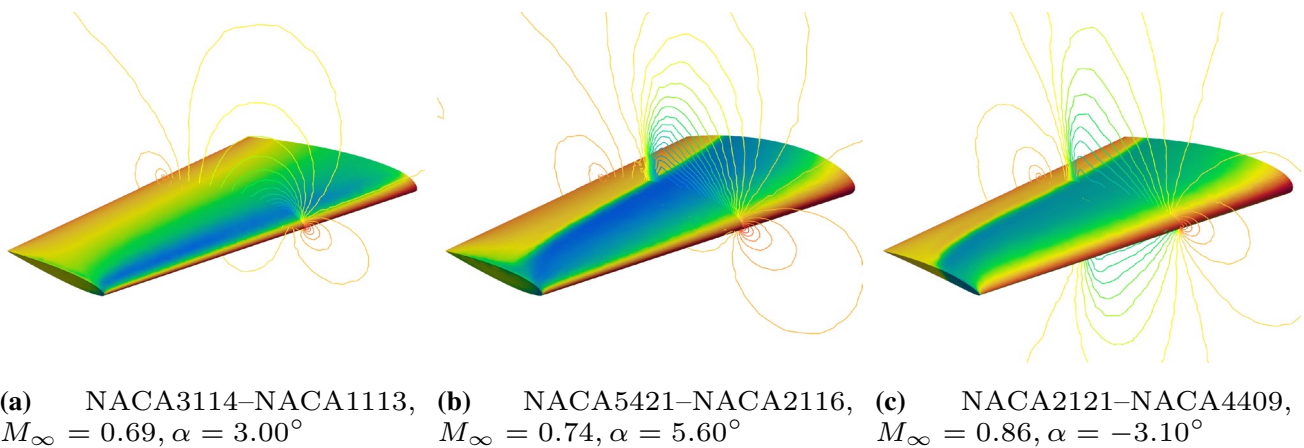 (a) NACA3114–NACA1113,
M∞ = 0.69, α = 3.00°
(b) NACA5421–NACA2116,
M∞ = 0.74, α = 5.60°
(c) NACA2121–NACA4409,
M∞ = 0.86, α = −3.10°